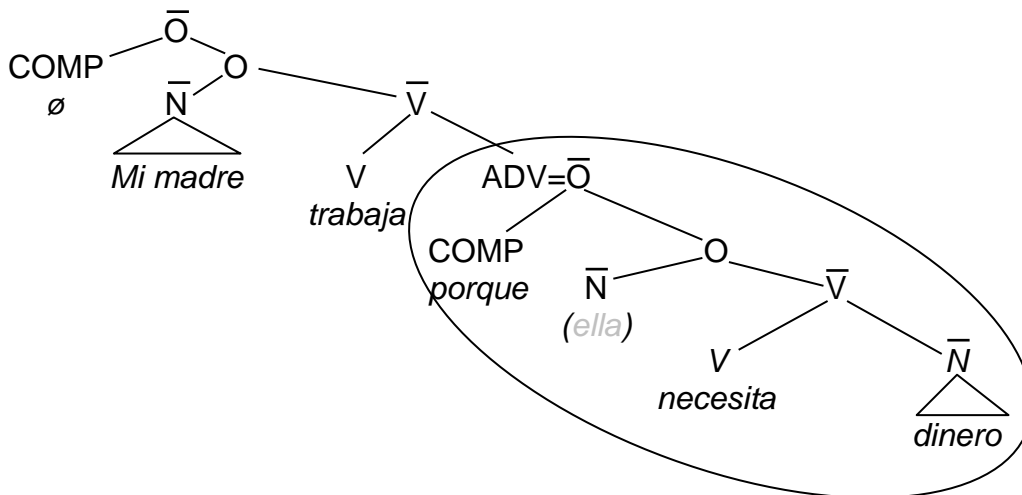 O̅
COMP O
ø N̅ V̅
Mi madre V ADV=O̅
trabaja
COMP O
porque N̅ V̅
(ella)
V N̅
necesita
dinero